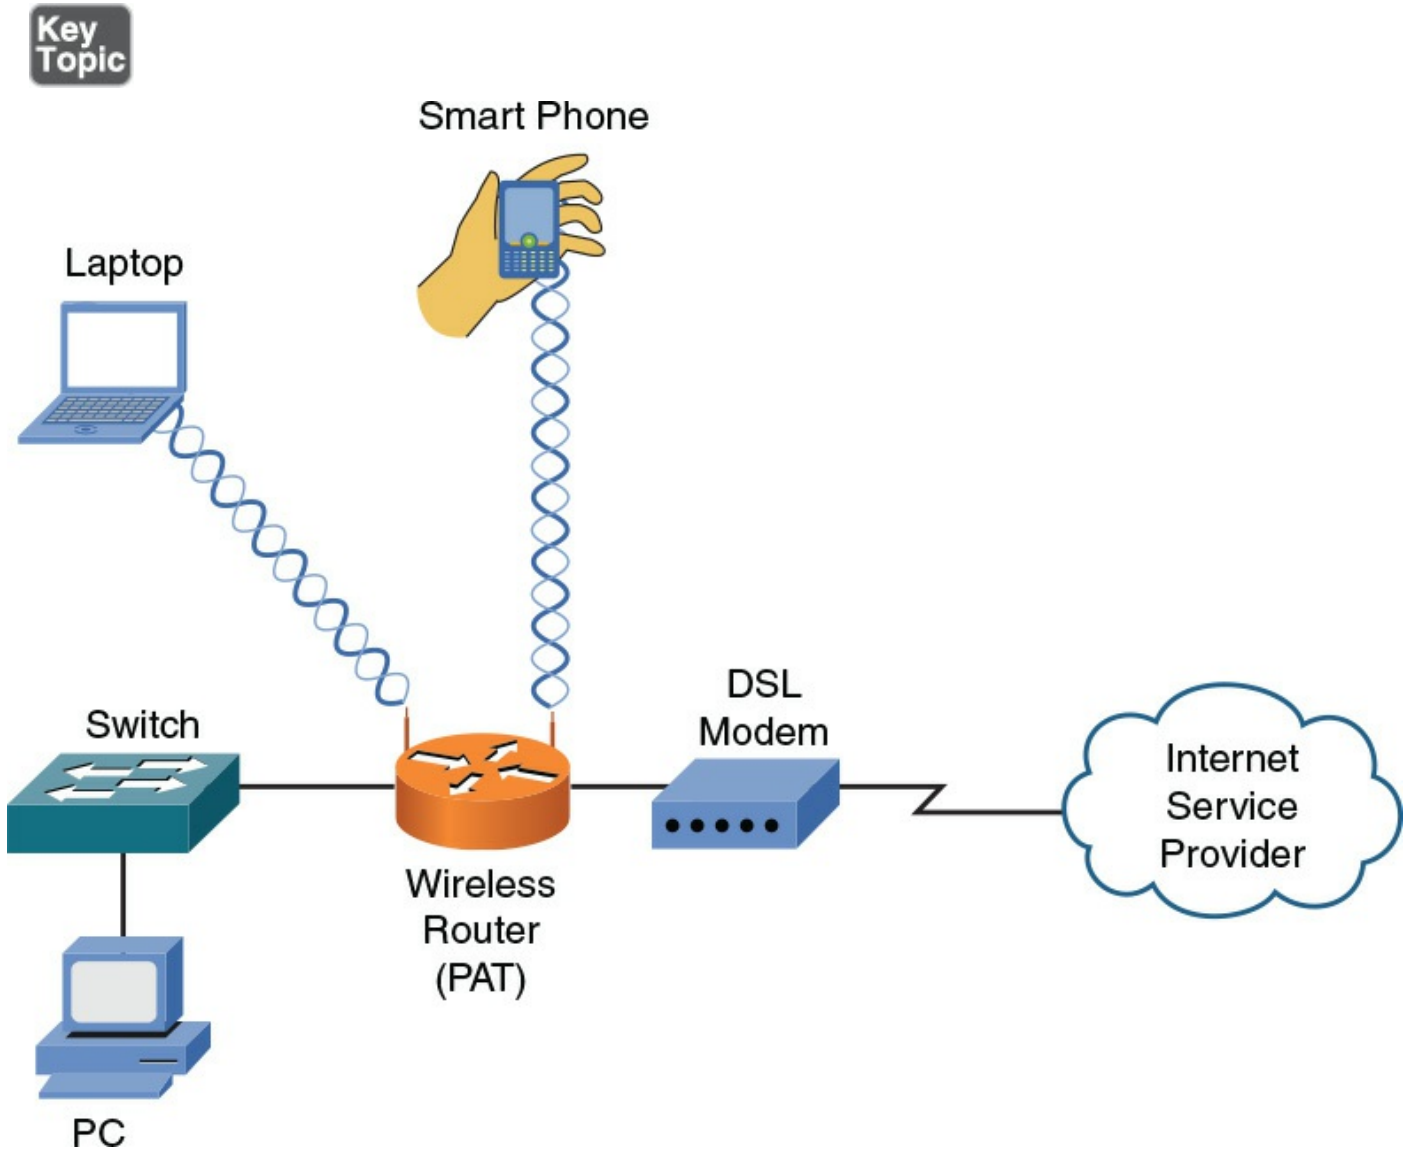 Key
Topic
Smart Phone
Laptop
DSL
Modem
Switch
Internet
Service
Provider
Wireless
Router
(PAT)
PC